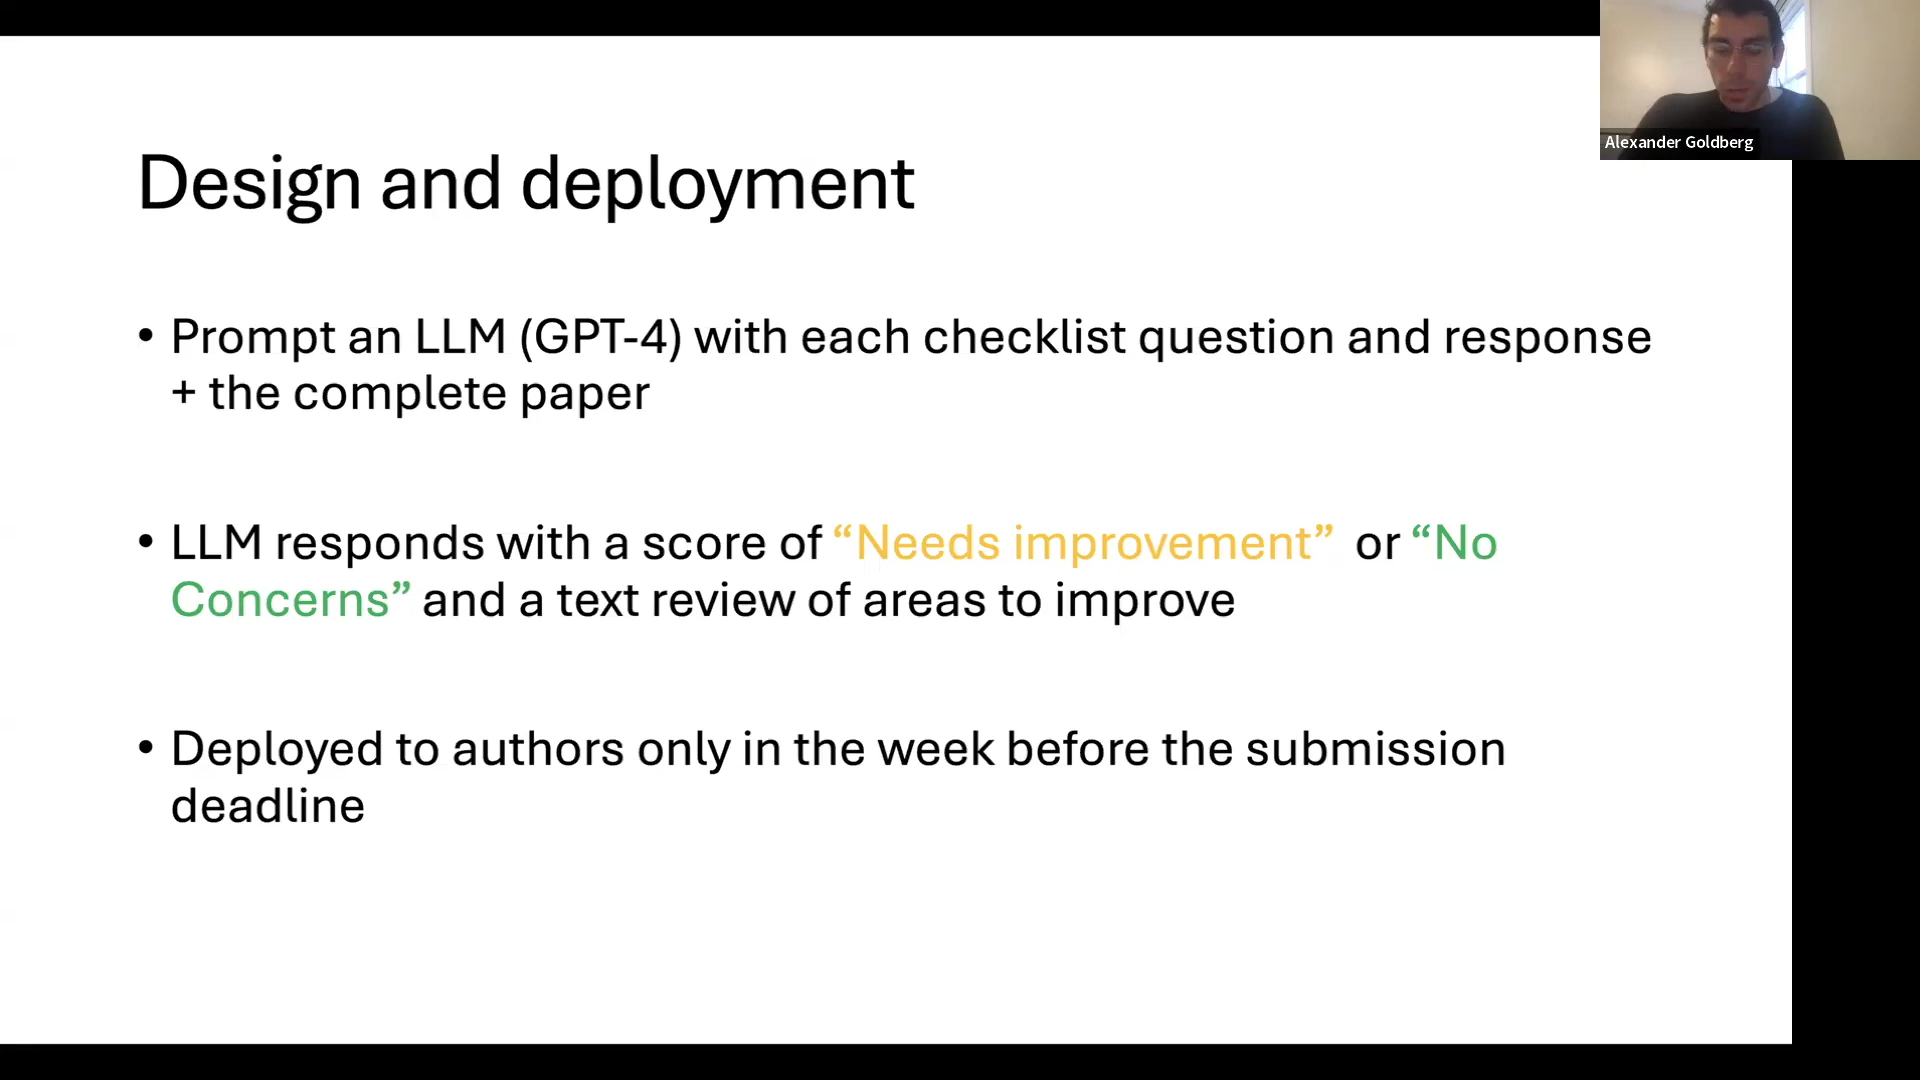 Alexander Goldberg
Design and deployment
• Prompt an LLM (GPT-4) with each checklist question and response
+ the complete paper
• LLM responds with a score of “Needs improvement” or “No
Concerns” and a text review of areas to improve
• Deployed to authors only in the week before the submission
deadline